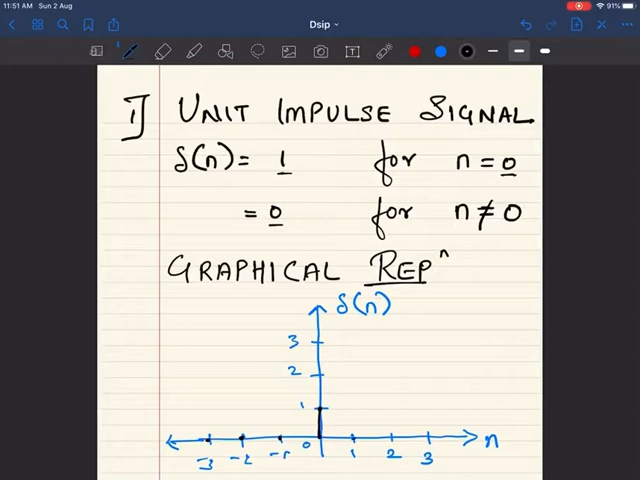 11:51 AM Sun 2 Aug
91%
Dsip
1] UNIT IMPULSE SIGNAL
δ(n) = 1 for n = 0
= 0 for n ≠ 0
GRAPHICAL REPⁿ
δ(n)
3
2
1
-3 -2 -1 0 1 2 3 n